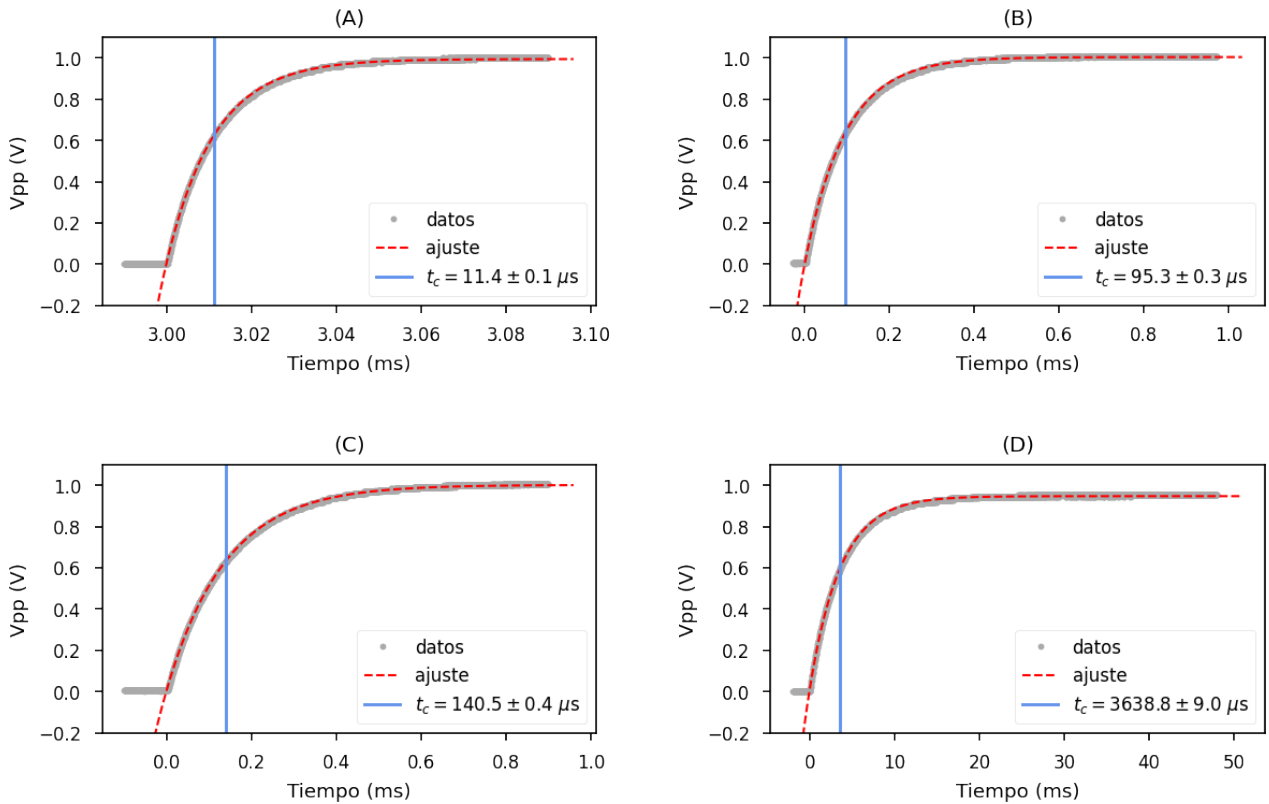 (A)
Vpp (V)
1.0
0.8
0.6
0.4
0.2
0.0
−0.2
datos
ajuste
t_c = 11.4 ± 0.1 μs
3.00 3.02 3.04 3.06 3.08 3.10
Tiempo (ms)
(B)
Vpp (V)
1.0
0.8
0.6
0.4
0.2
0.0
−0.2
datos
ajuste
t_c = 95.3 ± 0.3 μs
0.0 0.2 0.4 0.6 0.8 1.0
Tiempo (ms)
(C)
Vpp (V)
1.0
0.8
0.6
0.4
0.2
0.0
−0.2
datos
ajuste
t_c = 140.5 ± 0.4 μs
0.0 0.2 0.4 0.6 0.8 1.0
Tiempo (ms)
(D)
Vpp (V)
1.0
0.8
0.6
0.4
0.2
0.0
−0.2
datos
ajuste
t_c = 3638.8 ± 9.0 μs
0 10 20 30 40 50
Tiempo (ms)